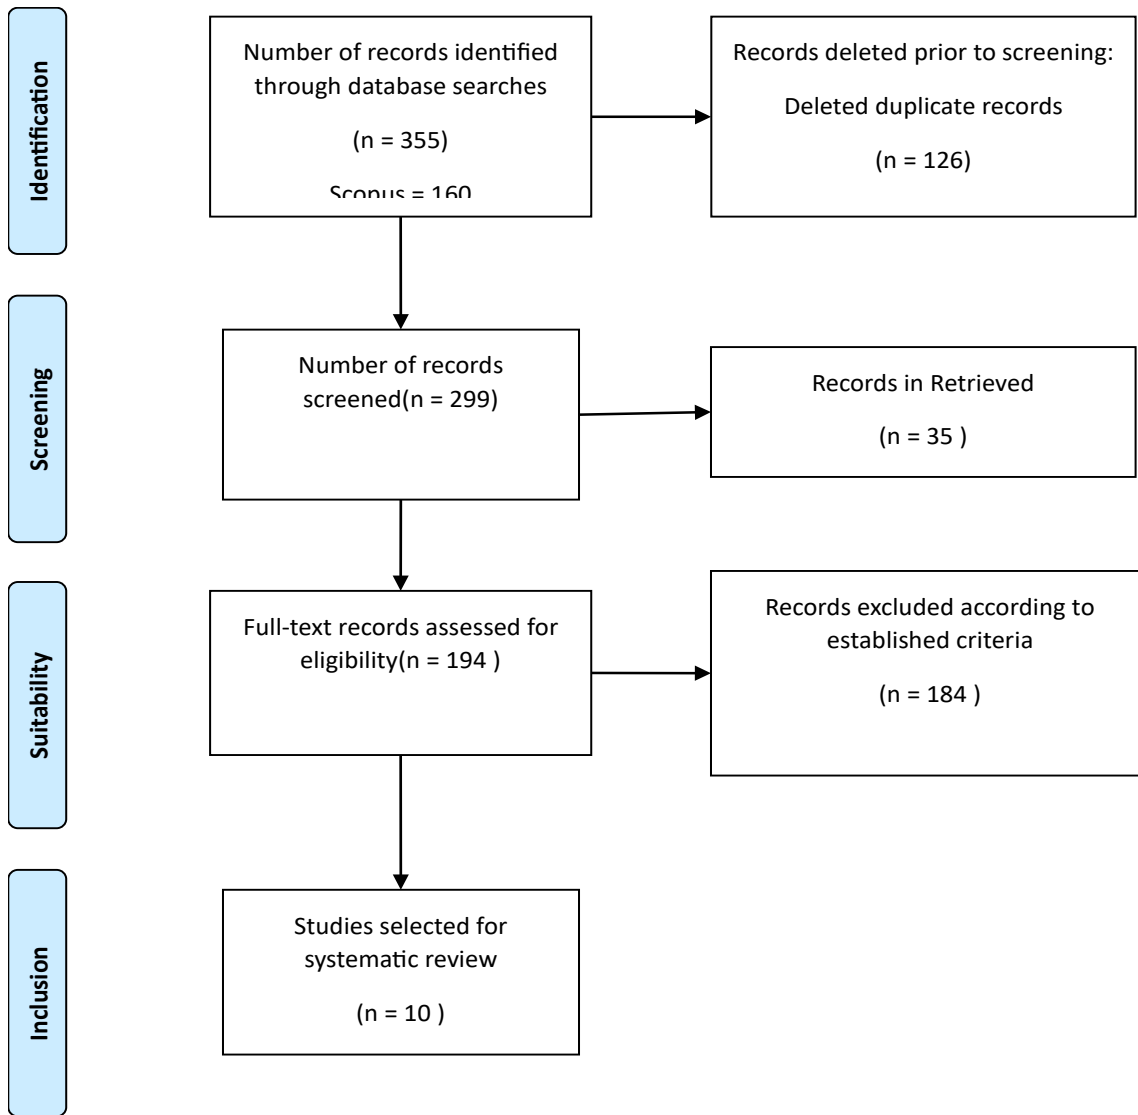 Identification
Number of records identified
through database searches
(n = 355)
Scopus = 160
Records deleted prior to screening:
Deleted duplicate records
(n = 126)
Screening
Number of records
screened(n = 299)
Records in Retrieved
(n = 35 )
Suitability
Full-text records assessed for
eligibility(n = 194 )
Records excluded according to
established criteria
(n = 184 )
Inclusion
Studies selected for
systematic review
(n = 10 )